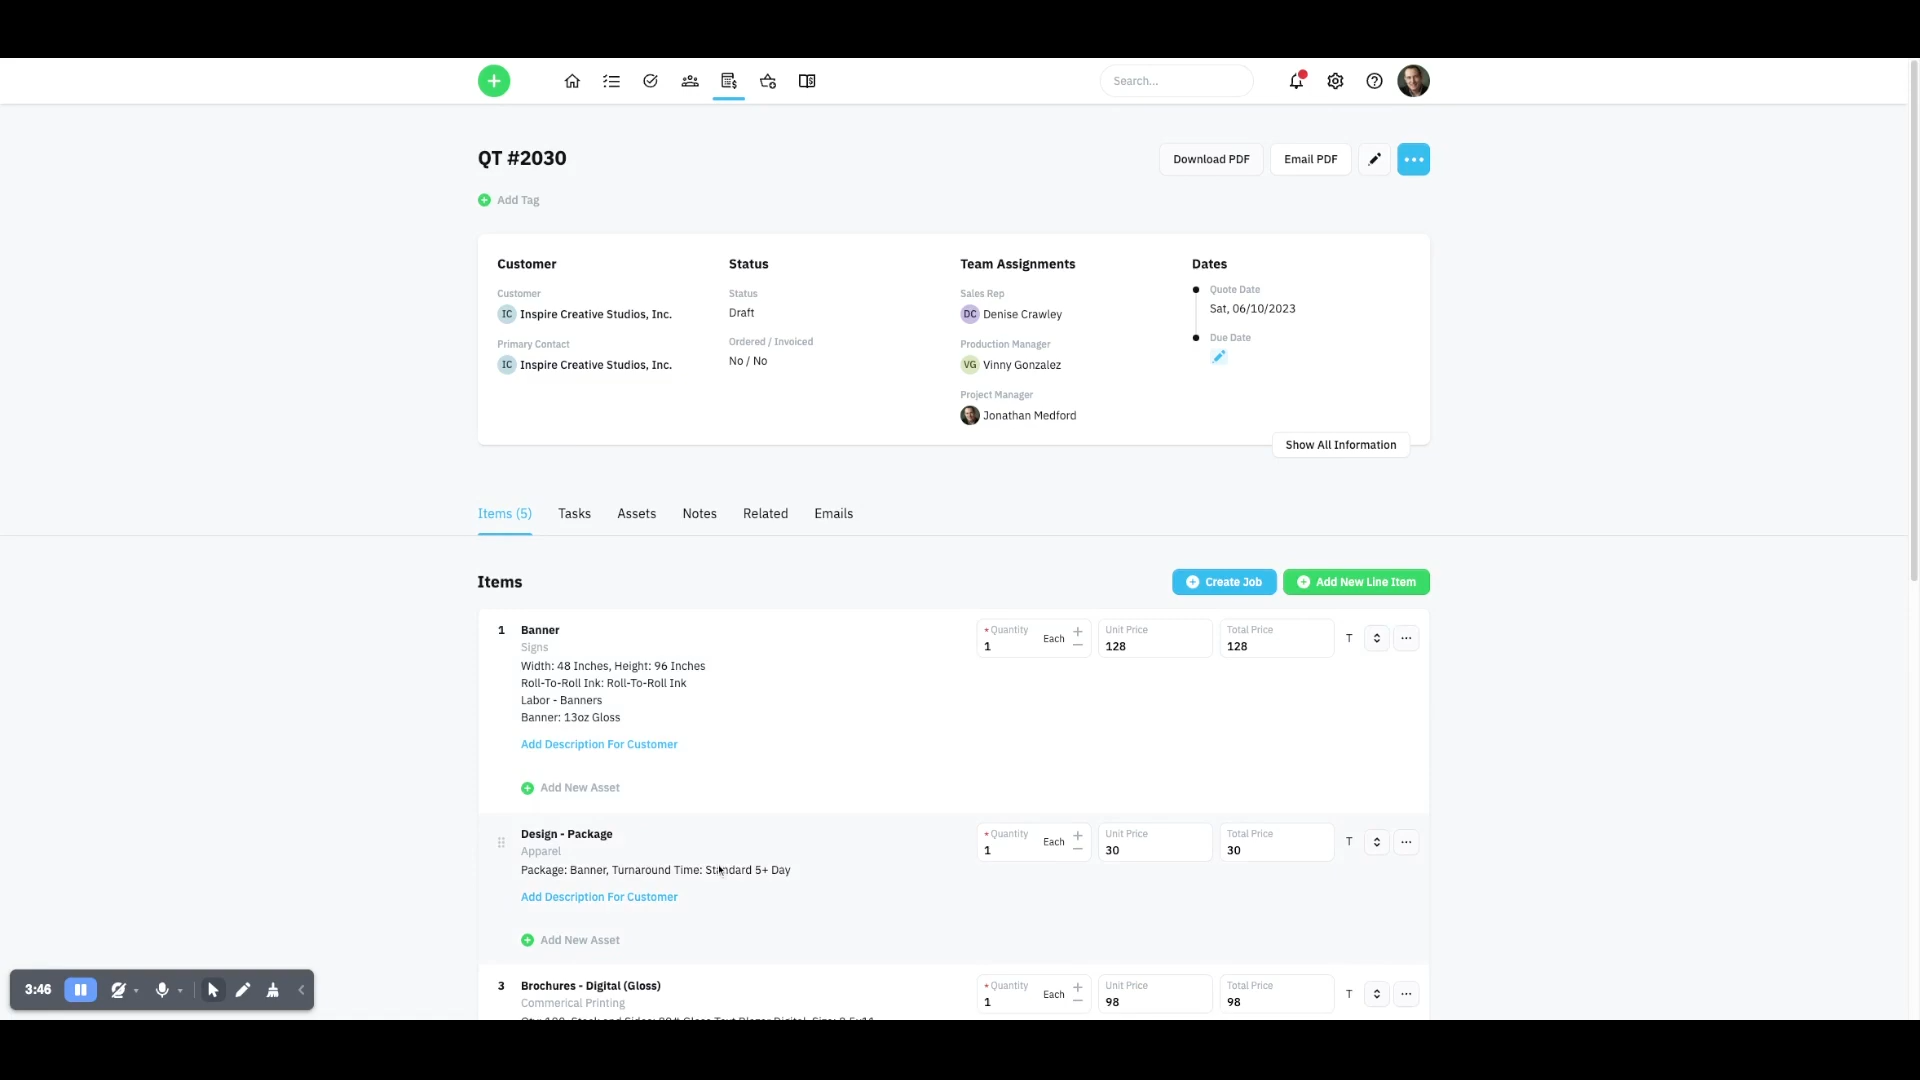 Search...
QT #2030
Download PDF
Email PDF
Add Tag
Customer
Status
Team Assignments
Dates
Customer
IC Inspire Creative Studios, Inc.
Primary Contact
IC Inspire Creative Studios, Inc.
Status
Draft
Ordered / Invoiced
No / No
Sales Rep
DC Denise Crawley
Production Manager
VG Vinny Gonzalez
Project Manager
Jonathan Medford
Quote Date
Sat, 06/10/2023
Due Date
Show All Information
Items (5)
Tasks
Assets
Notes
Related
Emails
Items
Create Job
Add New Line Item
1 Banner
Signs
Width: 48 Inches, Height: 96 Inches
Roll-To-Roll Ink: Roll-To-Roll Ink
Labor - Banners
Banner: 13oz Gloss
Add Description For Customer
Add New Asset
* Quantity
1
Each
Unit Price
128
Total Price
128
T
Design - Package
Apparel
Package: Banner, Turnaround Time: Standard 5+ Day
Add Description For Customer
Add New Asset
* Quantity
1
Each
Unit Price
30
Total Price
30
T
3 Brochures - Digital (Gloss)
Commerical Printing
* Quantity
1
Each
Unit Price
98
Total Price
98
T
3:46